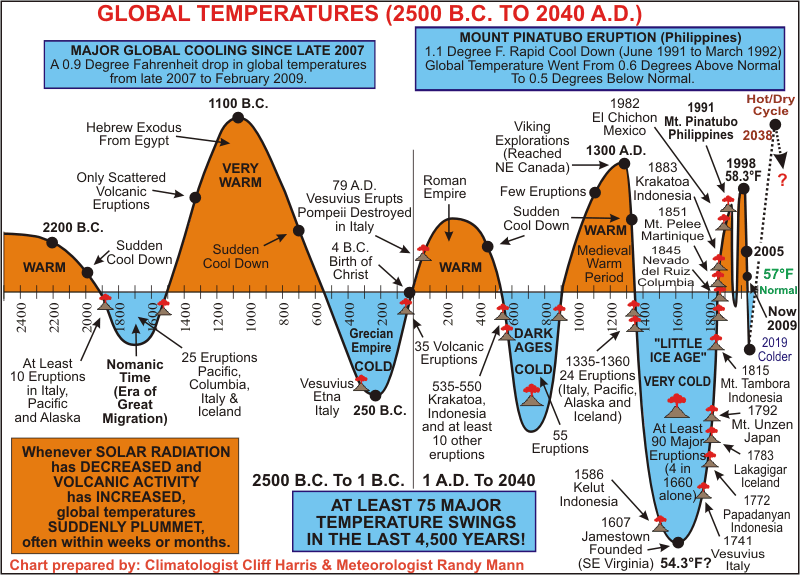 GLOBAL TEMPERATURES (2500 B.C. TO 2040 A.D.)
MAJOR GLOBAL COOLING SINCE LATE 2007
A 0.9 Degree Fahrenheit drop in global temperatures
from late 2007 to February 2009.
MOUNT PINATUBO ERUPTION (Philippines)
1.1 Degree F. Rapid Cool Down (June 1991 to March 1992)
Global Temperature Went From 0.6 Degrees Above Normal
To 0.5 Degrees Below Normal.
1100 B.C.
Hebrew Exodus
From Egypt
VERY
WARM
Only Scattered
Volcanic
Eruptions
2200 B.C.
Sudden
Cool Down
WARM
Sudden
Cool Down
79 A.D.
Vesuvius Erupts
Pompeii Destroyed
in Italy
4 B.C.
Birth of
Christ
Roman
Empire
WARM
Viking
Explorations
(Reached
NE Canada)
1300 A.D.
Few Eruptions
Sudden
Cool Down
WARM
Medieval
Warm
Period
1982
El Chichon
Mexico
1991
Mt. Pinatubo
Philippines
Hot/Dry
Cycle
2038
?
1998
58.3°F
1883
Krakatoa
Indonesia
1851
Mt. Pelee
Martinique
1845
Nevado
del Ruiz
Columbia
2005
57°F
Normal
Now
2009
2019
Colder
2400 2200 2000 1800 1600 1400 1200 1000 800 600 400 200
200 400 600 800 1000 1200 1400 1600 1800
At Least
10 Eruptions
in Italy,
Pacific
and Alaska
Nomanic
Time
(Era of
Great
Migration)
25 Eruptions
Pacific,
Columbia,
Italy &
Iceland
Grecian
Empire
COLD
Vesuvius
Etna
Italy
250 B.C.
35 Volcanic
Eruptions
535-550
Krakatoa,
Indonesia
and at least
10 other
eruptions
DARK
AGES
COLD
55
Eruptions
1335-1360
24 Eruptions
(Italy, Pacific,
Alaska and
Iceland)
"LITTLE
ICE AGE"
VERY COLD
At Least
90 Major
Eruptions
(4 in
1660
alone)
1815
Mt. Tambora
Indonesia
1792
Mt. Unzen
Japan
1783
Lakagigar
Iceland
1772
Papadanyan
Indonesia
1741
Vesuvius
Italy
1586
Kelut
Indonesia
1607
Jamestown
Founded
(SE Virginia)
54.3°F?
Whenever SOLAR RADIATION
has DECREASED and
VOLCANIC ACTIVITY
has INCREASED,
global temperatures
SUDDENLY PLUMMET,
often within weeks or months.
2500 B.C. To 1 B.C.
1 A.D. To 2040
AT LEAST 75 MAJOR
TEMPERATURE SWINGS
IN THE LAST 4,500 YEARS!
Chart prepared by: Climatologist Cliff Harris & Meteorologist Randy Mann